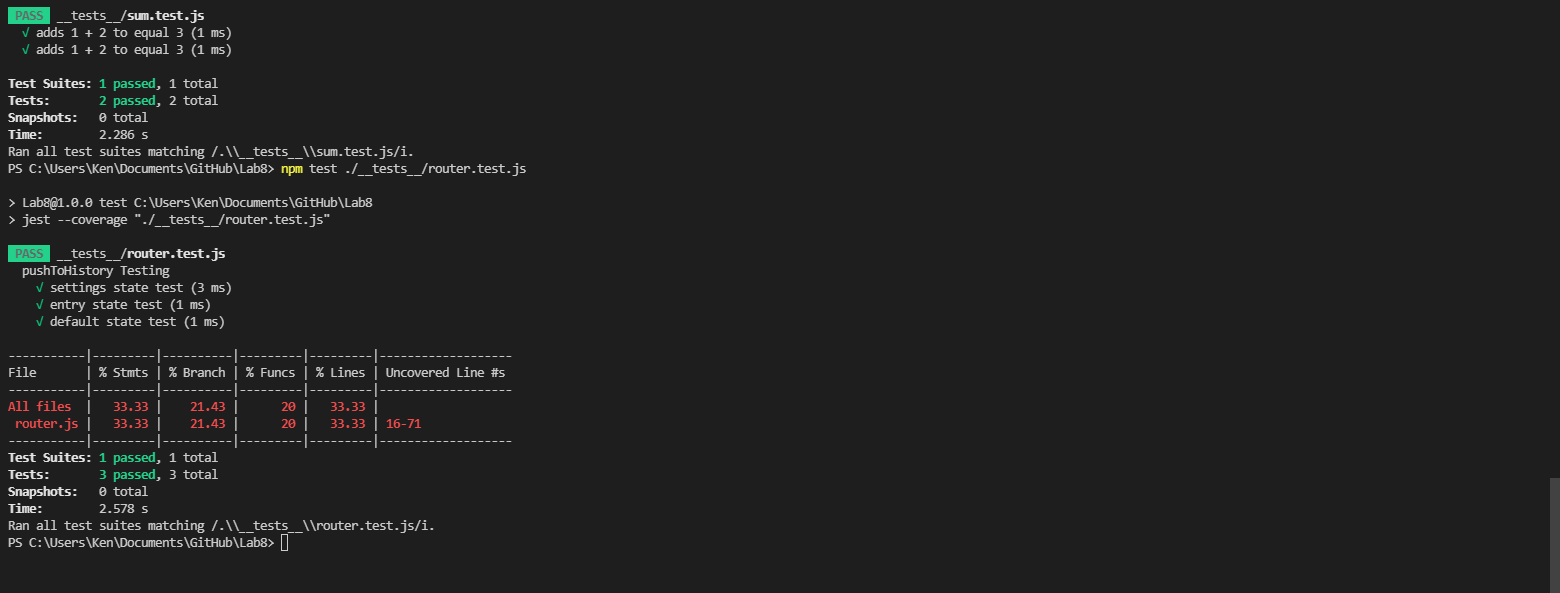 PASS __tests__/sum.test.js
√ adds 1 + 2 to equal 3 (1 ms)
√ adds 1 + 2 to equal 3 (1 ms)
Test Suites: 1 passed, 1 total
Tests:       2 passed, 2 total
Snapshots:   0 total
Time:        2.286 s
Ran all test suites matching /.\\__tests__\\sum.test.js/i.
PS C:\Users\Ken\Documents\GitHub\Lab8> npm test ./__tests__/router.test.js
> Lab8@1.0.0 test C:\Users\Ken\Documents\GitHub\Lab8
> jest --coverage "./__tests__/router.test.js"
PASS __tests__/router.test.js
pushToHistory Testing
√ settings state test (3 ms)
√ entry state test (1 ms)
√ default state test (1 ms)
-----------|---------|----------|---------|---------|-------------------
File       | % Stmts | % Branch | % Funcs | % Lines | Uncovered Line #s
-----------|---------|----------|---------|---------|-------------------
All files  |   33.33 |    21.43 |      20 |   33.33 |
 router.js |   33.33 |    21.43 |      20 |   33.33 | 16-71
-----------|---------|----------|---------|---------|-------------------
Test Suites: 1 passed, 1 total
Tests:       3 passed, 3 total
Snapshots:   0 total
Time:        2.578 s
Ran all test suites matching /.\\__tests__\\router.test.js/i.
PS C:\Users\Ken\Documents\GitHub\Lab8>